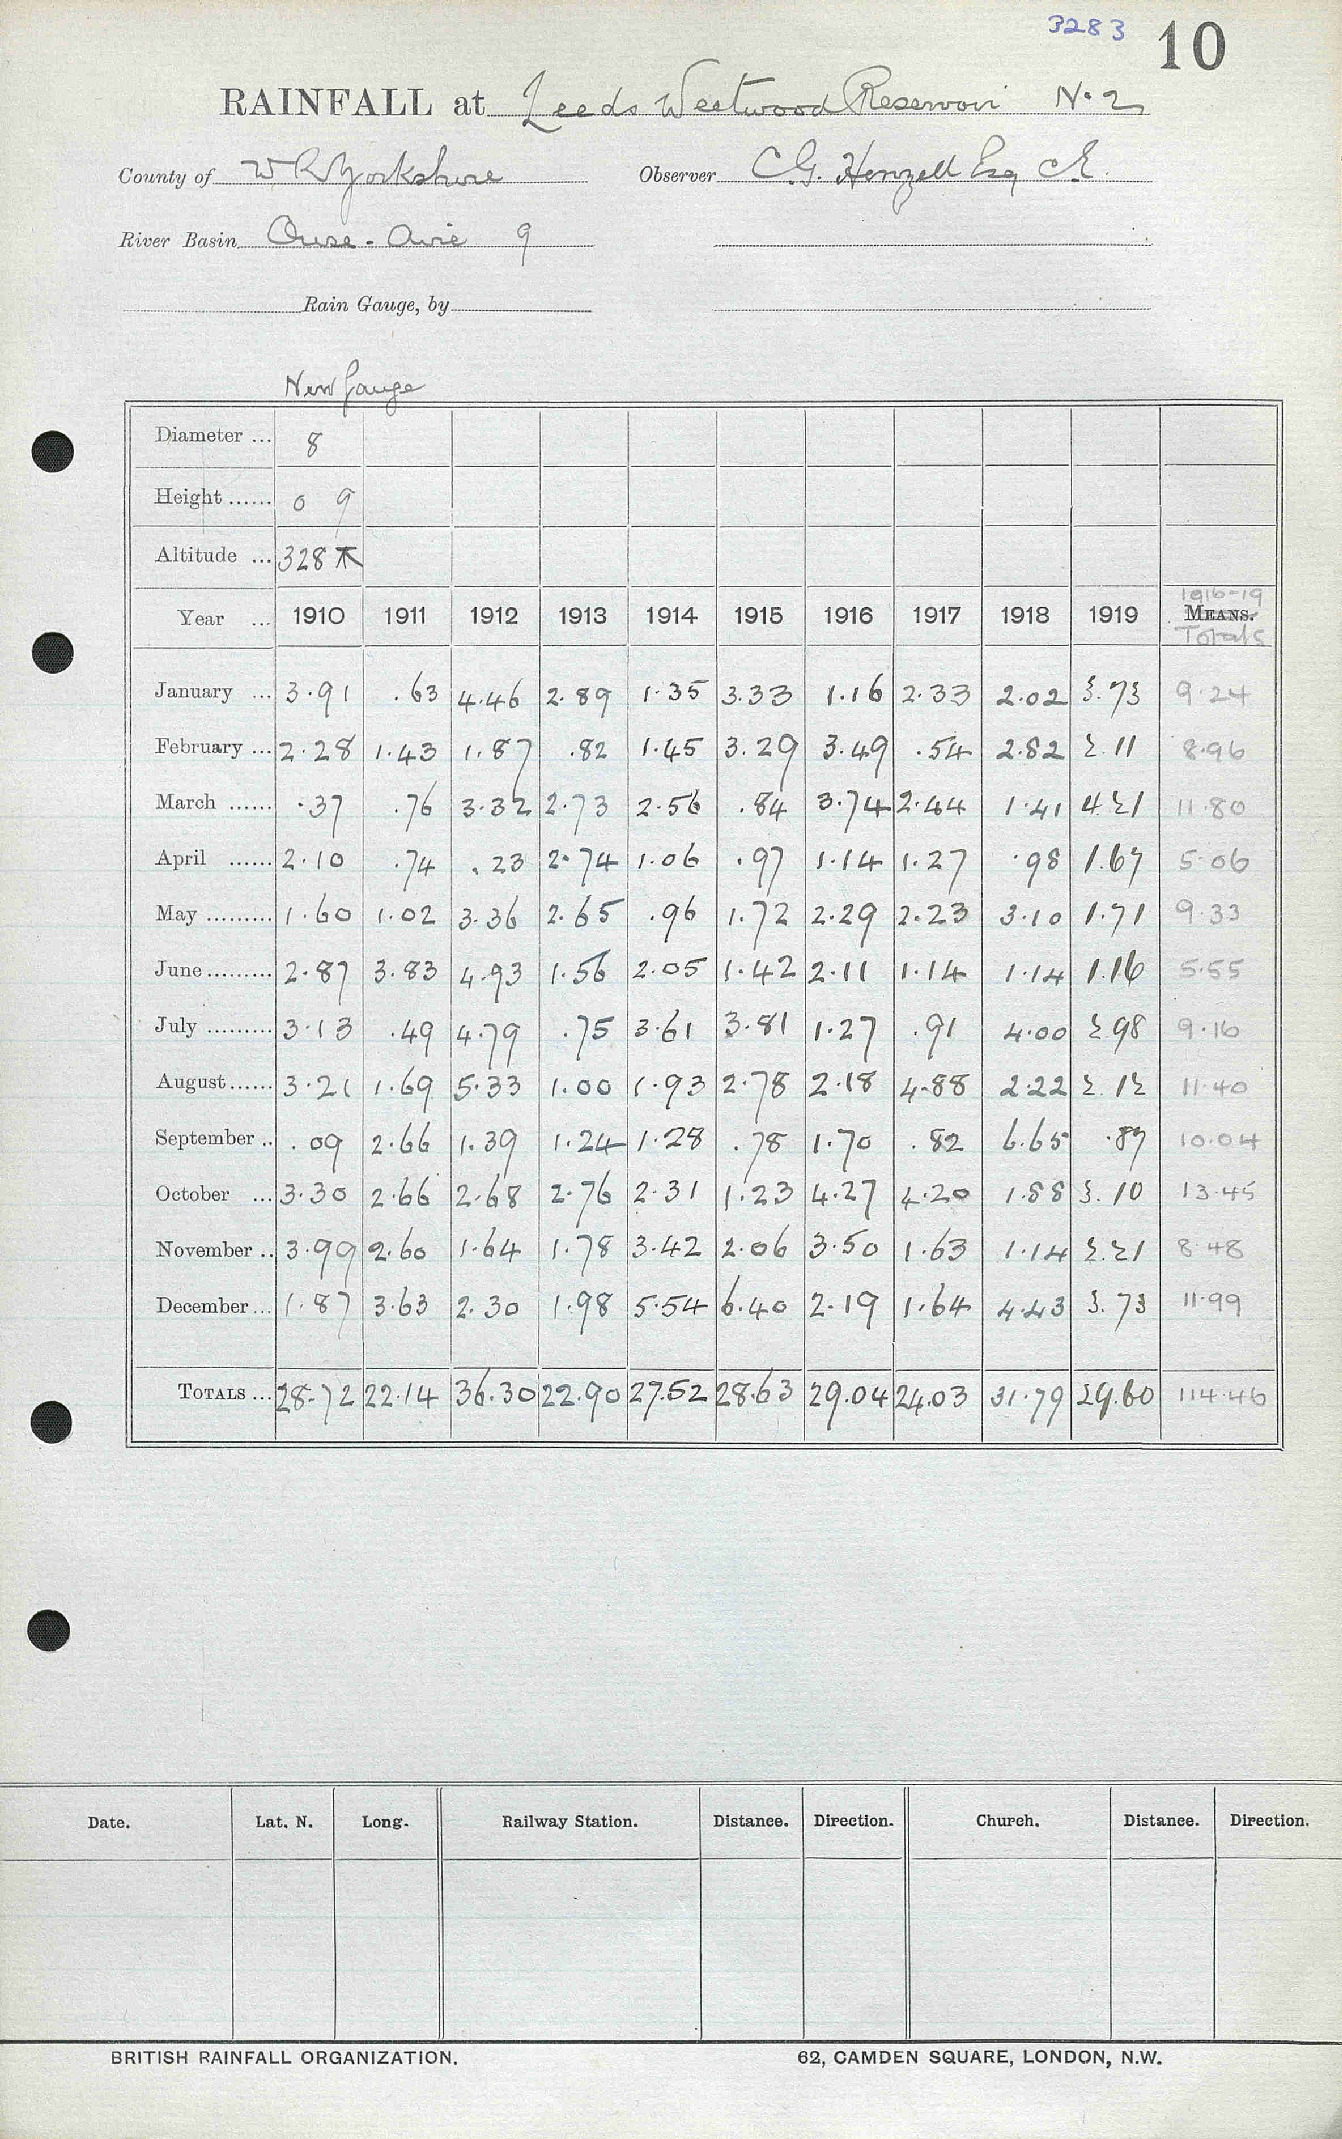 3283 10
RAINFALL at Leeds Westwood Reservoir No 2
County of W R Yorkshire Observer C.G. Henzell Esq C.E.
River Basin Ouse - Aire 9
Rain Gauge, by
New Gauge
Diameter ... 8
Height ...... 0 9
Altitude ... 328
Year ... 1910 1911 1912 1913 1914 1915 1916 1917 1918 1919 1916-19 MEANS. Totals
January ... 3.91 .63 4.46 2.89 1.35 3.33 1.16 2.33 2.02 3.73 9.24
February ... 2.28 1.43 1.87 .82 1.45 3.29 3.49 .54 2.82 2.11 8.96
March ...... .37 .76 3.32 2.73 2.56 .84 3.74 2.44 1.41 4.21 11.80
April ...... 2.10 .74 .23 2.74 1.06 .97 1.14 1.27 .98 1.67 5.06
May ......... 1.60 1.02 3.36 2.65 .96 1.72 2.29 2.23 3.10 1.71 9.33
June ......... 2.87 3.83 4.93 1.56 2.05 1.42 2.11 1.14 1.14 1.16 5.55
July ......... 3.13 .49 4.79 .75 3.61 3.81 1.27 .91 4.00 2.98 9.16
August ...... 3.21 1.69 5.33 1.00 1.93 2.78 2.18 4.88 2.22 2.12 11.40
September .. .09 2.66 1.39 1.24 1.28 .78 1.70 .82 6.65 .87 10.04
October ... 3.30 2.66 2.68 2.76 2.31 1.23 4.27 4.20 1.88 3.10 13.45
November .. 3.99 2.60 1.64 1.78 3.42 2.06 3.50 1.63 1.14 2.21 8.48
December ... 1.87 3.63 2.30 1.98 5.54 6.40 2.19 1.64 4.43 3.73 11.99
TOTALS ... 28.72 22.14 36.30 22.90 27.52 28.63 29.04 24.03 31.79 29.60 114.46
Date. Lat. N. Long. Railway Station. Distance. Direction. Church. Distance. Direction.
BRITISH RAINFALL ORGANIZATION. 62, CAMDEN SQUARE, LONDON, N.W.